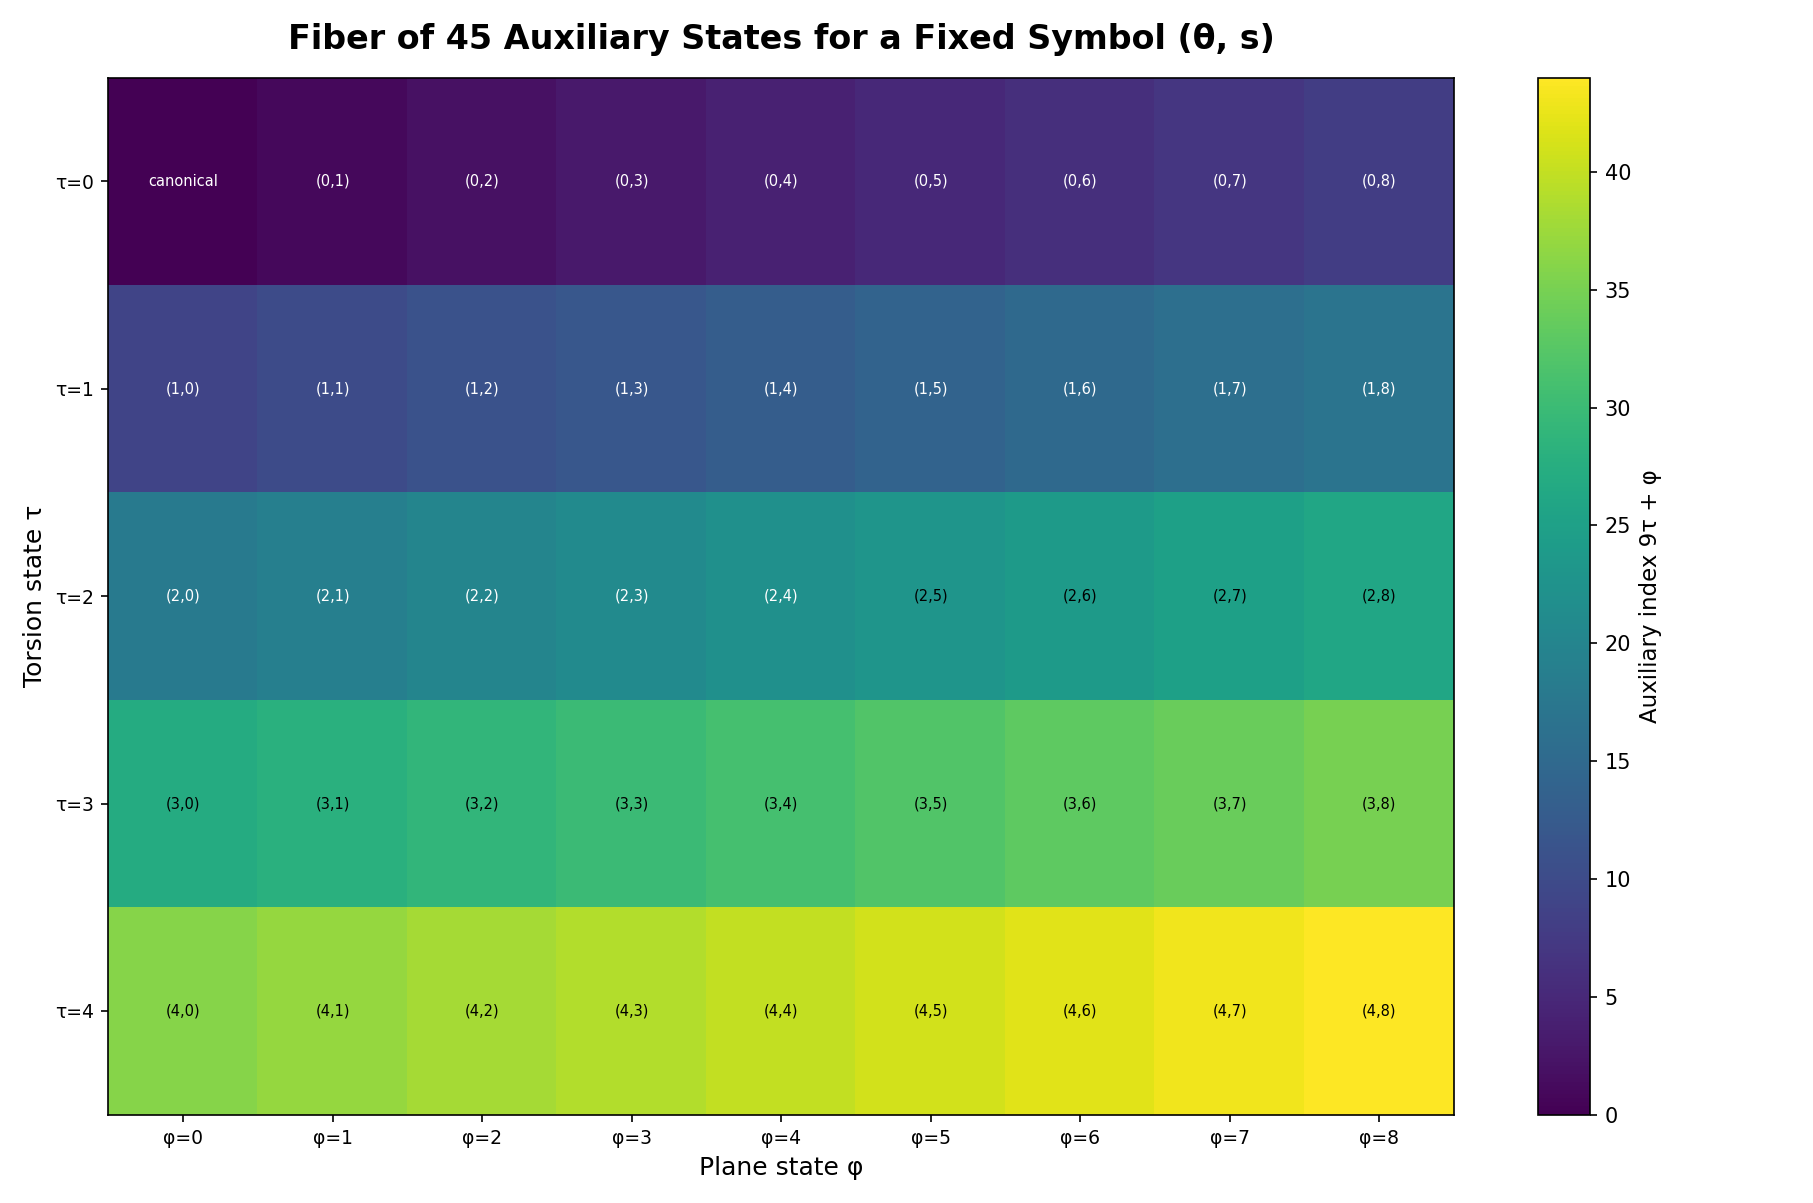 Fiber of 45 Auxiliary States for a Fixed Symbol (θ, s)
τ=0 canonical (0,1) (0,2) (0,3) (0,4) (0,5) (0,6) (0,7) (0,8)
τ=1 (1,0) (1,1) (1,2) (1,3) (1,4) (1,5) (1,6) (1,7) (1,8)
τ=2 (2,0) (2,1) (2,2) (2,3) (2,4) (2,5) (2,6) (2,7) (2,8)
τ=3 (3,0) (3,1) (3,2) (3,3) (3,4) (3,5) (3,6) (3,7) (3,8)
τ=4 (4,0) (4,1) (4,2) (4,3) (4,4) (4,5) (4,6) (4,7) (4,8)
φ=0 φ=1 φ=2 φ=3 φ=4 φ=5 φ=6 φ=7 φ=8
Plane state φ
Torsion state τ
40
35
30
25
20
15
10
5
0
Auxiliary index 9τ + φ